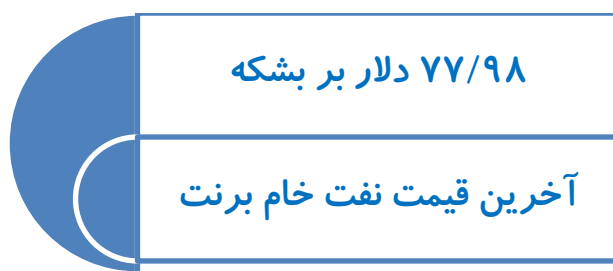 ۷۷/۹۸ دلار بر بشکه
آخرین قیمت نفت خام برنت